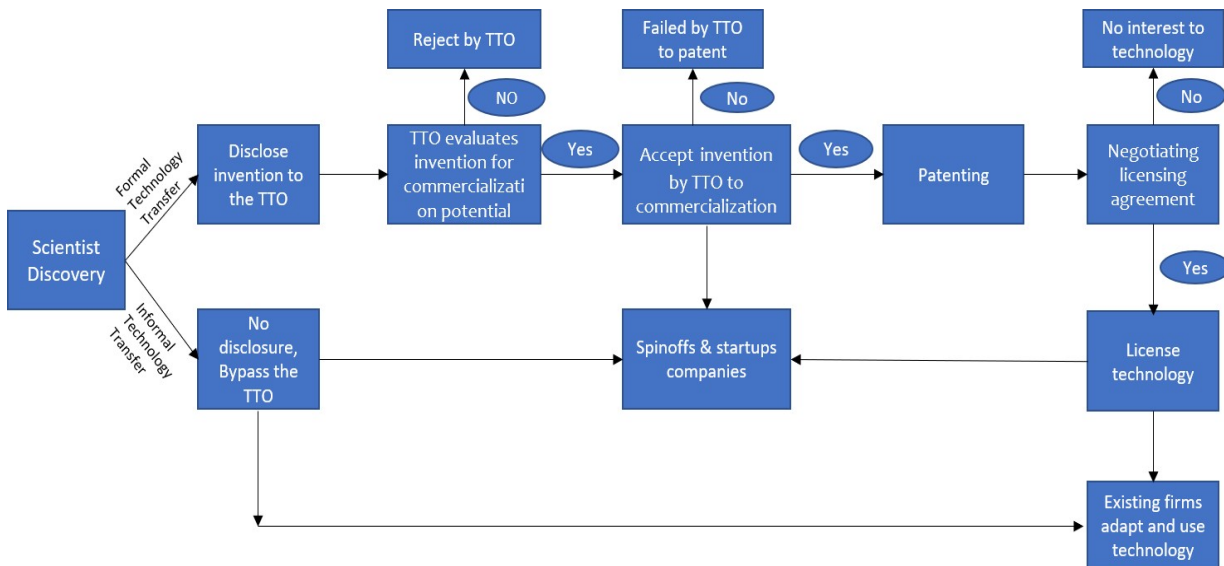 Reject by TTO
Failed by TTO
to patent
No interest to
technology
NO
No
No
Formal
Technology
Transfer
Disclose
invention to
the TTO
TTO evaluates
invention for
commercializati
on potential
Yes
Accept invention
by TTO to
commercialization
Yes
Patenting
Negotiating
licensing
agreement
Scientist
Discovery
Yes
Informal
Technology
Transfer
No
disclosure,
Bypass the
TTO
Spinoffs & startups
companies
License
technology
Existing firms
adapt and use
technology